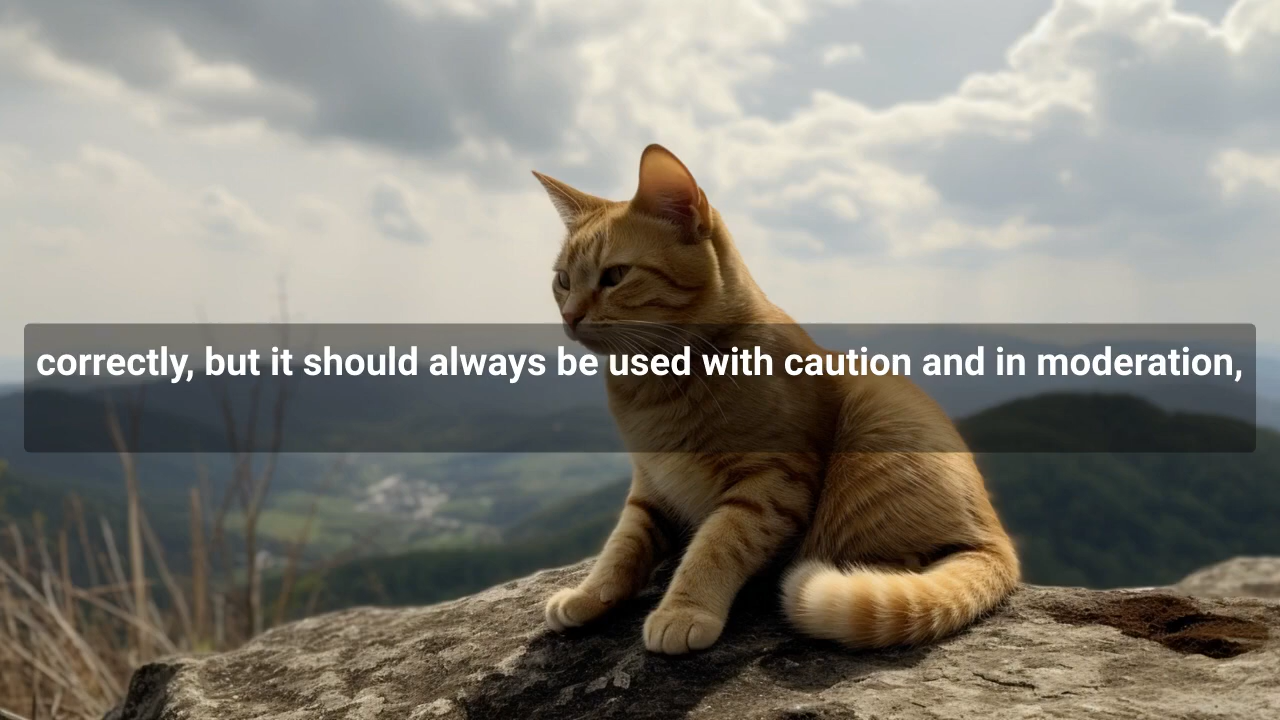 correctly, but it should always be used with caution and in moderation,